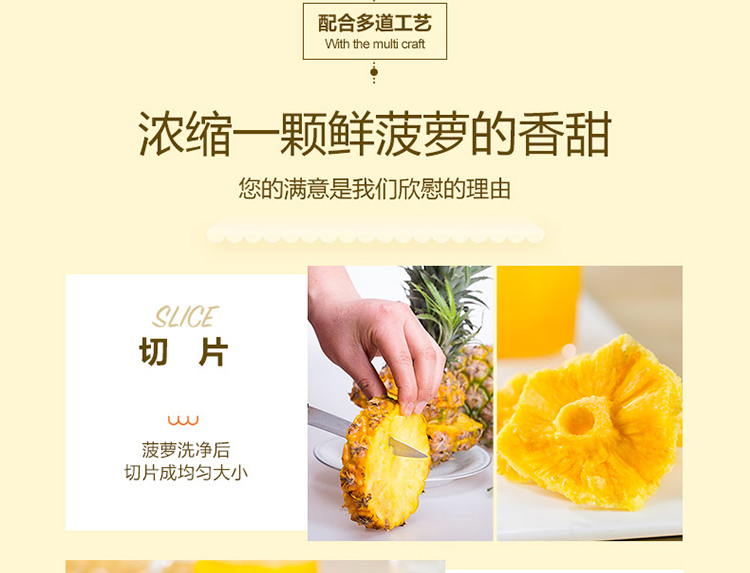 配合多道工艺
With the multi craft
浓缩一颗鲜菠萝的香甜
您的满意是我们欣慰的理由
SLICE
切 片
菠萝洗净后
切片成均匀大小